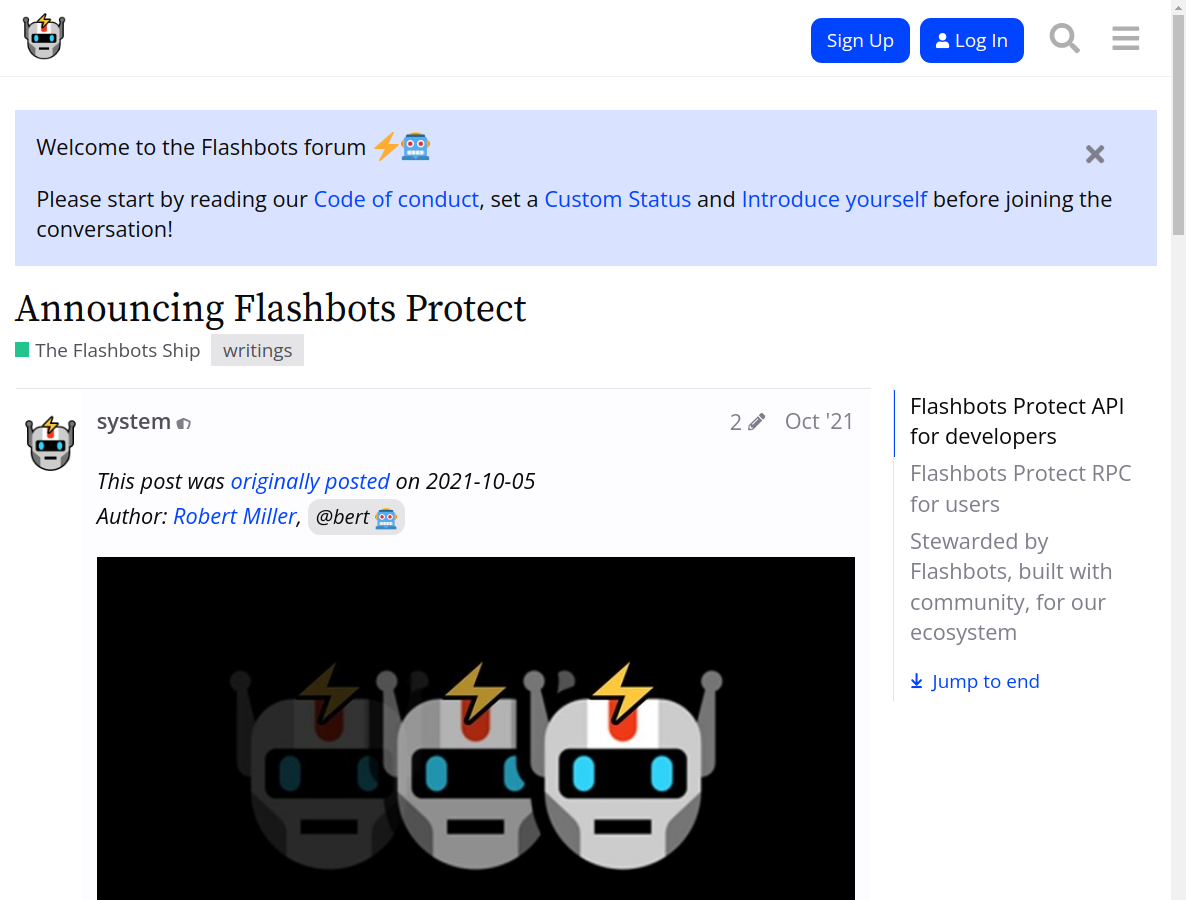 Sign Up
Log In
Welcome to the Flashbots forum
Please start by reading our Code of conduct, set a Custom Status and Introduce yourself before joining the
conversation!
Announcing Flashbots Protect
The Flashbots Ship writings
system 2 Oct '21
This post was originally posted on 2021-10-05
Author: Robert Miller, @bert
Flashbots Protect API
for developers
Flashbots Protect RPC
for users
Stewarded by
Flashbots, built with
community, for our
ecosystem
Jump to end